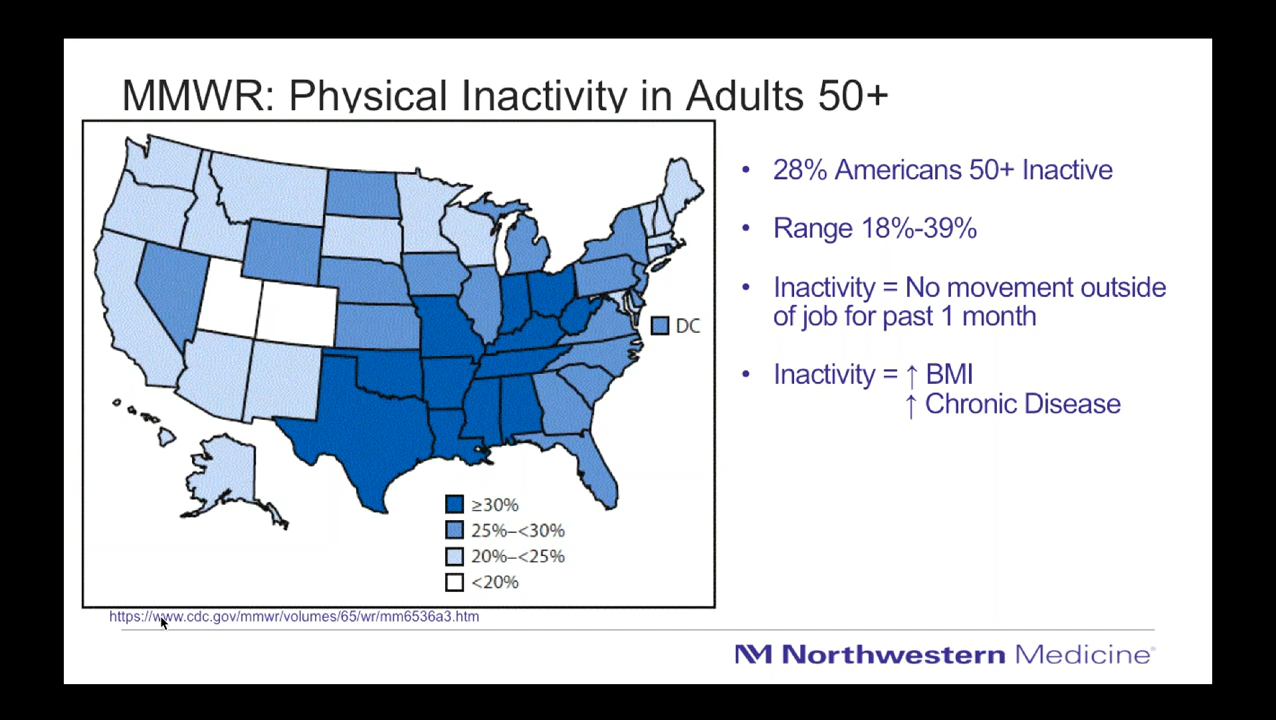 MMWR: Physical Inactivity in Adults 50+
• 28% Americans 50+ Inactive
• Range 18%-39%
• Inactivity = No movement outside
of job for past 1 month
• Inactivity = ↑ BMI
↑ Chronic Disease
DC
≥30%
25%–<30%
20%–<25%
<20%
https://www.cdc.gov/mmwr/volumes/65/wr/mm6536a3.htm
Northwestern Medicine®